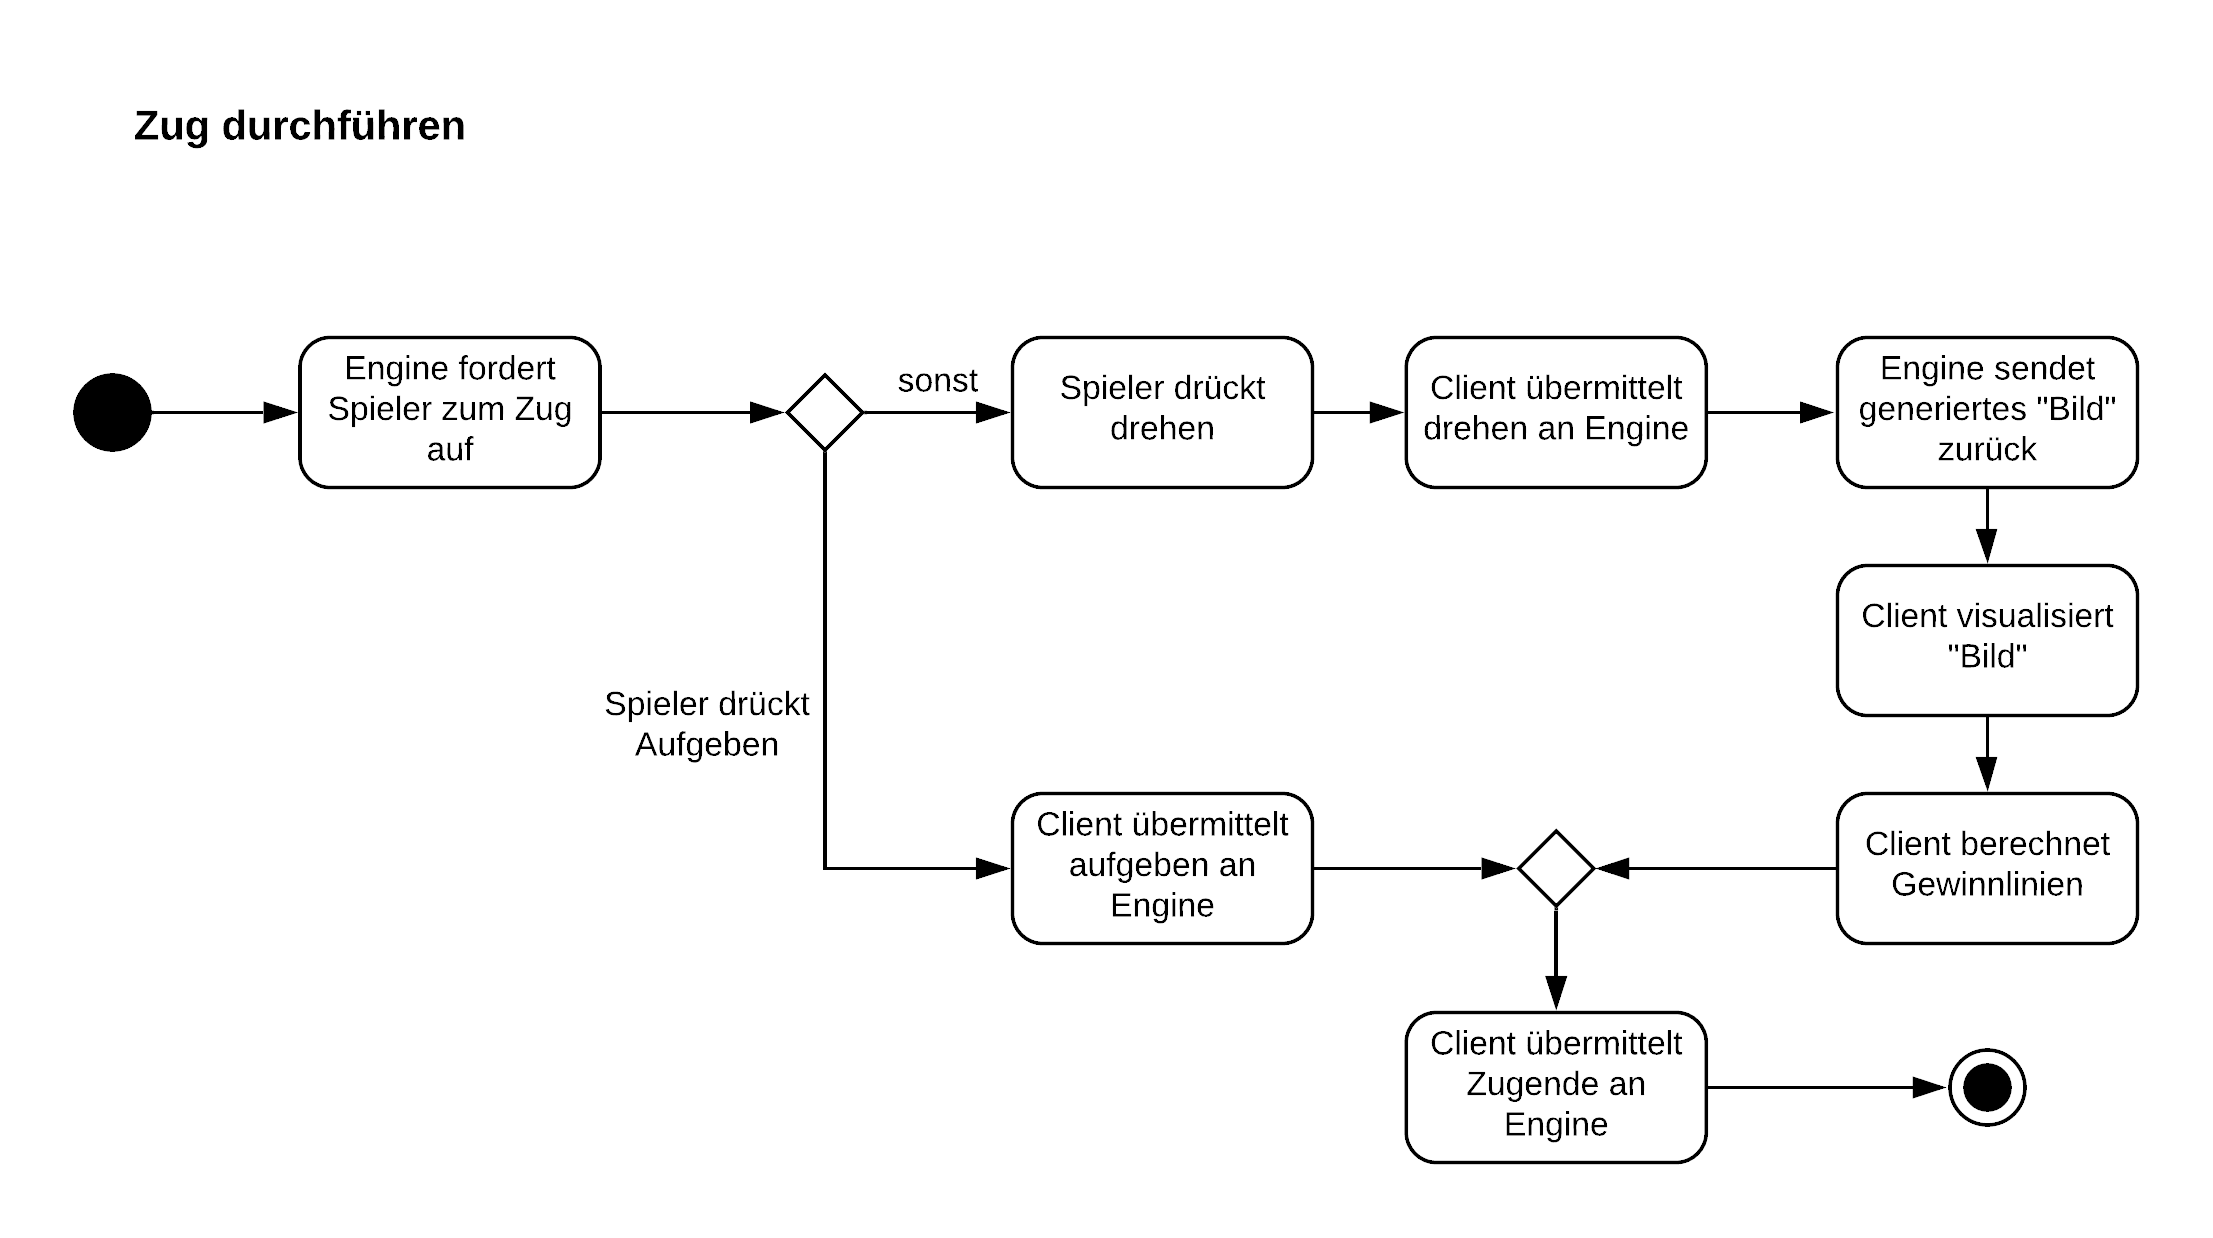 Zug durchführen
Engine fordert
Spieler zum Zug
auf
sonst
Spieler drückt
drehen
Client übermittelt
drehen an Engine
Engine sendet
generiertes "Bild"
zurück
Client visualisiert
"Bild"
Spieler drückt
Aufgeben
Client übermittelt
aufgeben an
Engine
Client berechnet
Gewinnlinien
Client übermittelt
Zugende an
Engine